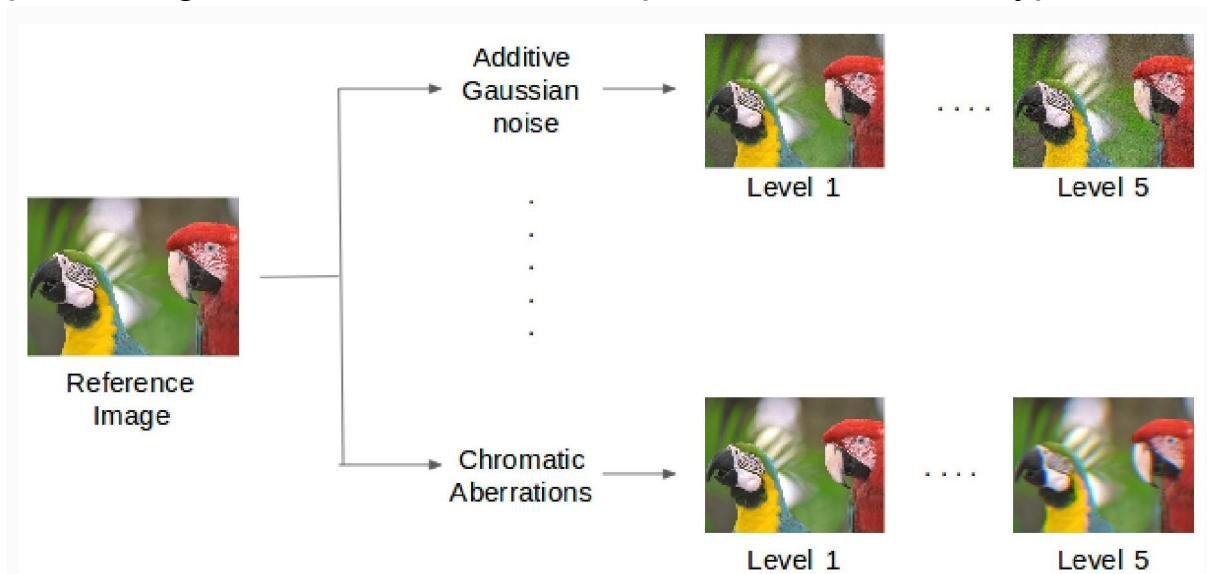 Additive
Gaussian
noise
. . . .
Level 1
Level 5
.
.
.
.
.
Reference
Image
Chromatic
Aberrations
. . . .
Level 1
Level 5